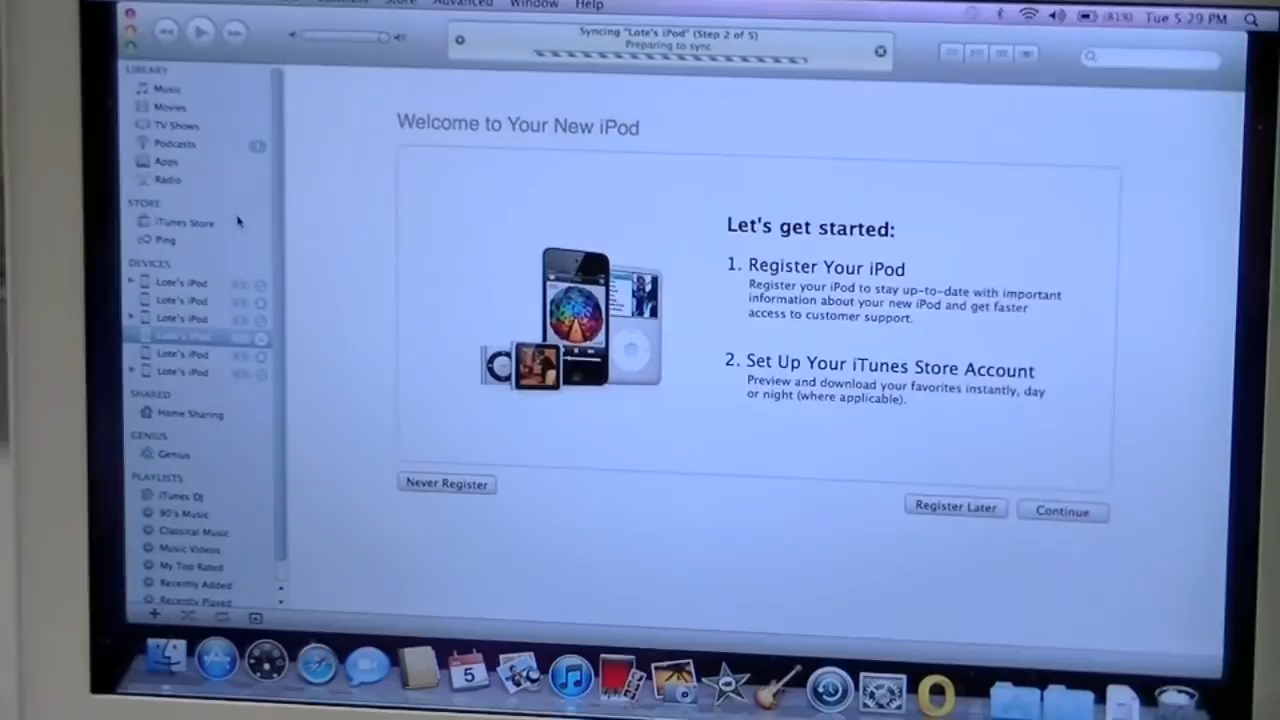 Store Advanced Window Help
(81%) Tue 5:29 PM
Syncing "Lote's iPod" (Step 2 of 5)
Preparing to sync
LIBRARY
Music
Movies
TV Shows
Podcasts
Apps
Radio
STORE
iTunes Store
Ping
DEVICES
Lote's iPod
Lote's iPod
Lote's iPod
Lote's iPod
Lote's iPod
Lote's iPod
SHARED
Home Sharing
GENIUS
Genius
PLAYLISTS
iTunes DJ
90's Music
Classical Music
Music Videos
My Top Rated
Recently Added
Recently Played
Welcome to Your New iPod
Let's get started:
1. Register Your iPod
Register your iPod to stay up-to-date with important
information about your new iPod and get faster
access to customer support.
2. Set Up Your iTunes Store Account
Preview and download your favorites instantly, day
or night (where applicable).
Never Register
Register Later
Continue
5